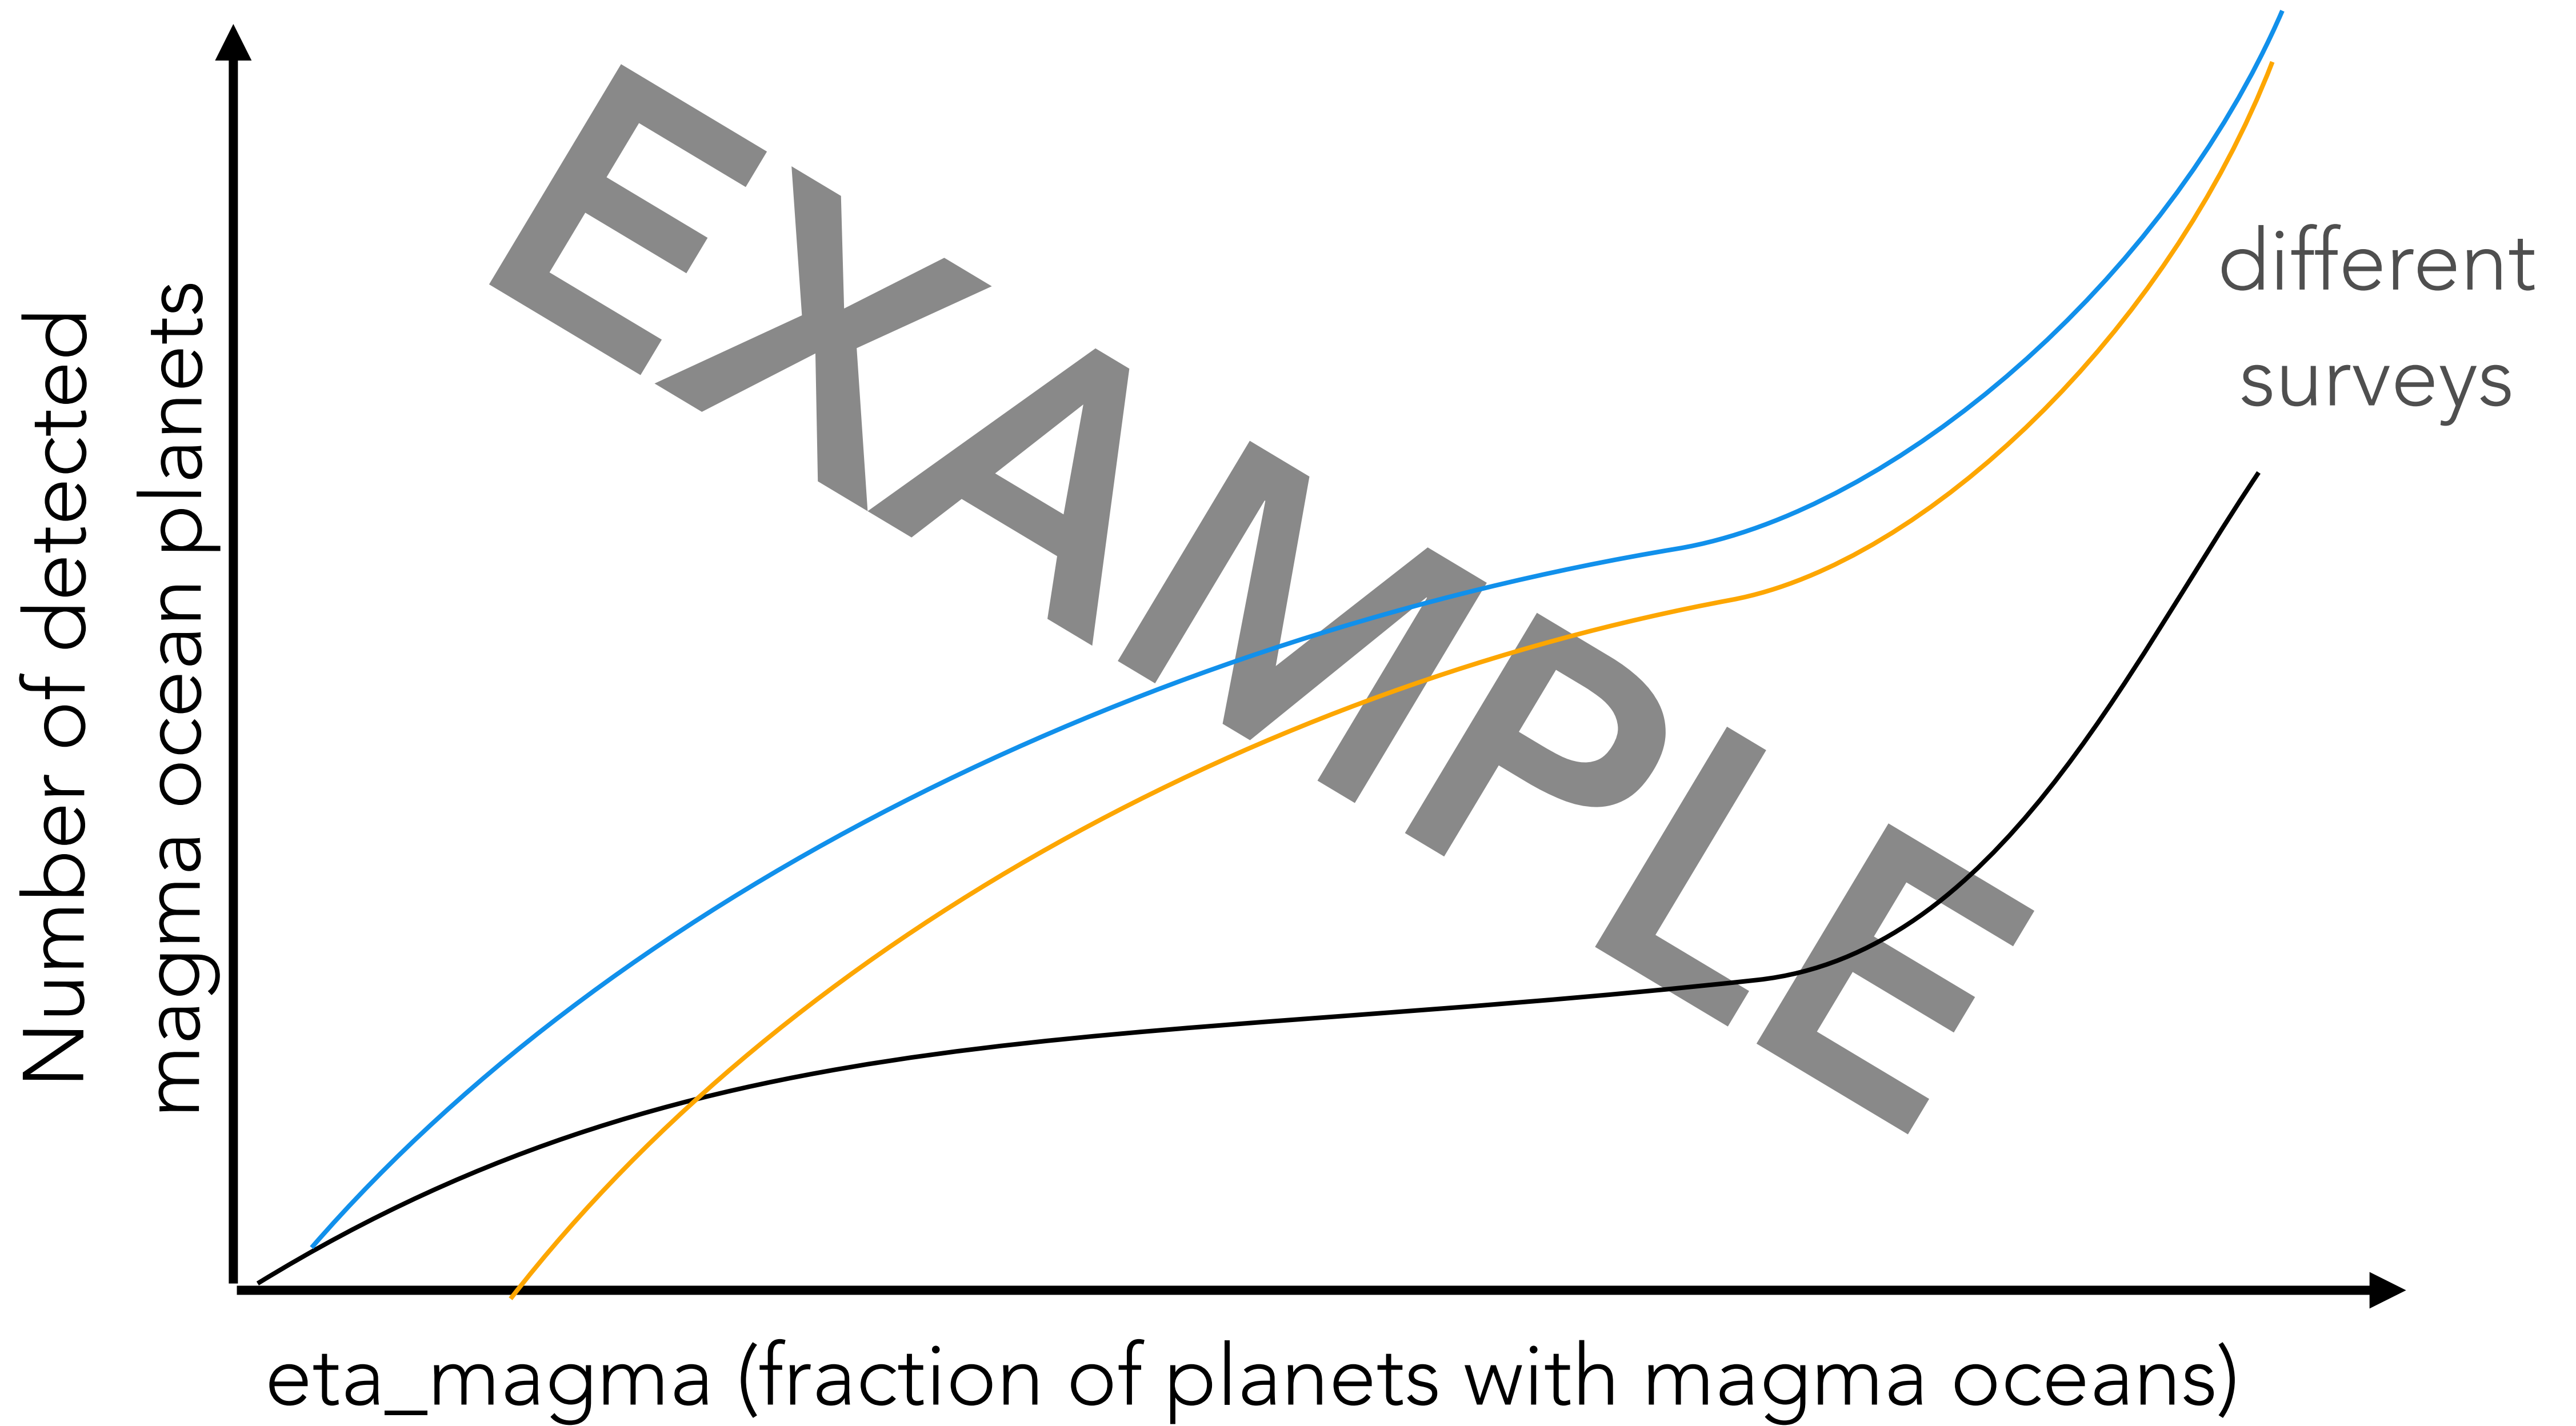 Number of detected
magma ocean planets
EXAMPLE
different
surveys
eta_magma (fraction of planets with magma oceans)